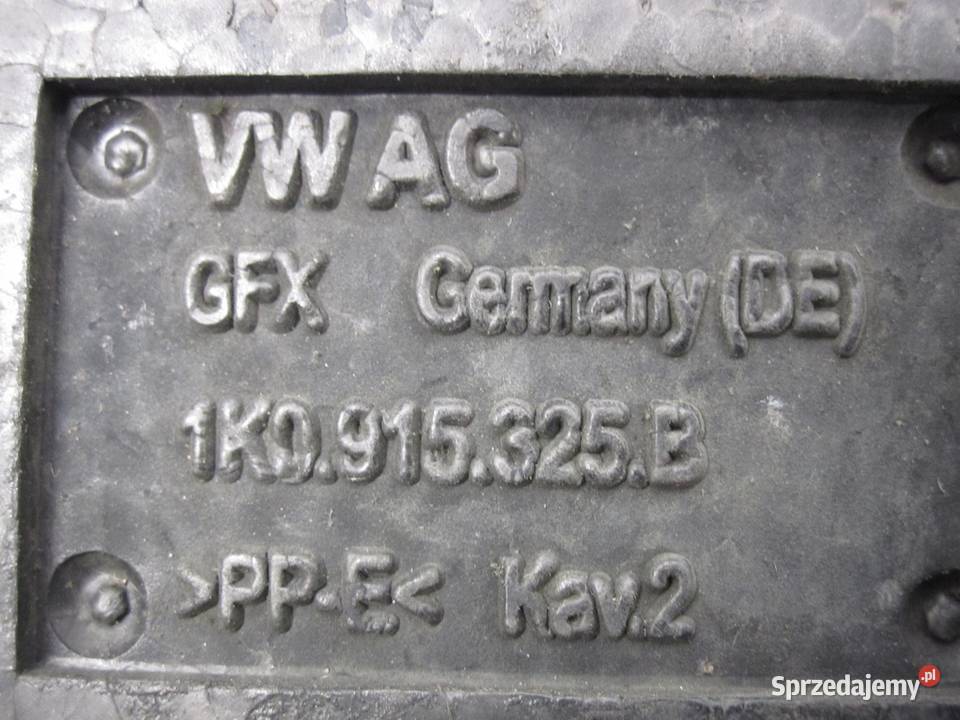 VW AG
GFX Germany (DE)
1K0.915.325.B
>PP-E< Kav.2
Sprzedajemy.pl